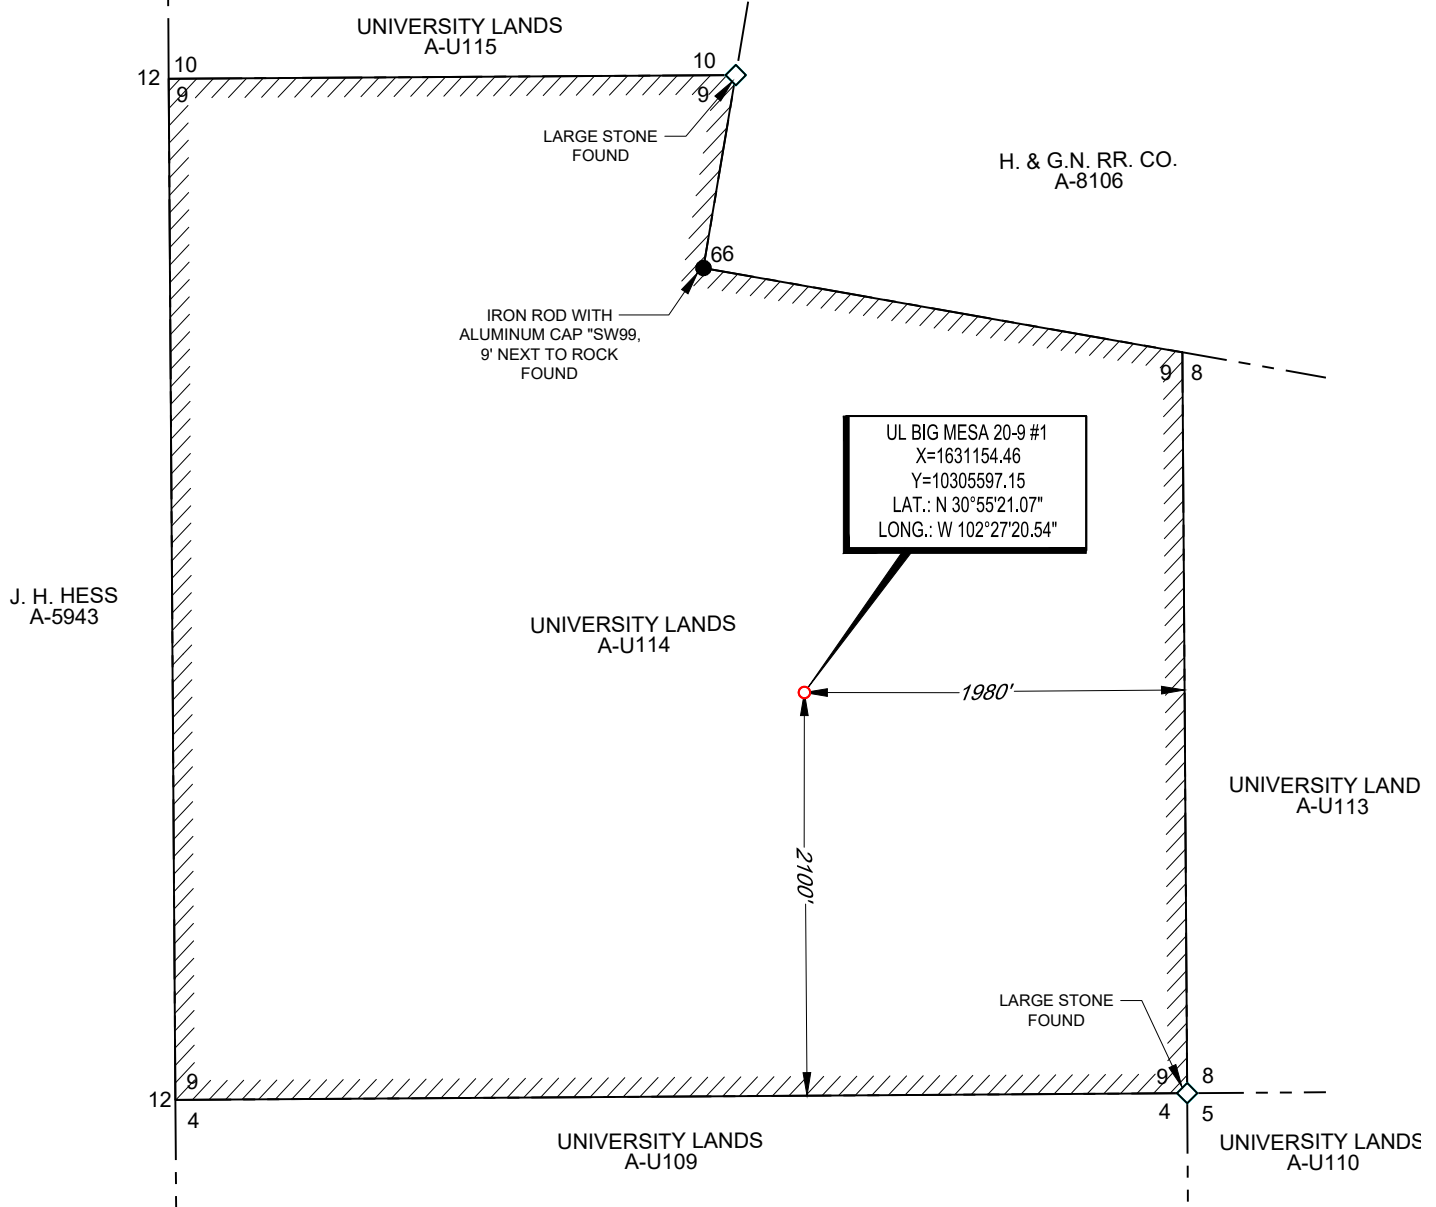 UNIVERSITY LANDS
A-U115
12
10
10
9
9
LARGE STONE
FOUND
H. & G.N. RR. CO.
A-8106
66
IRON ROD WITH
ALUMINUM CAP "SW99,
9' NEXT TO ROCK
FOUND
9
8
UL BIG MESA 20-9 #1
X=1631154.46
Y=10305597.15
LAT.: N 30°55'21.07"
LONG.: W 102°27'20.54"
J. H. HESS
A-5943
UNIVERSITY LANDS
A-U114
1980'
UNIVERSITY LAND
A-U113
2100'
LARGE STONE
FOUND
9
9
8
12
4
4
5
UNIVERSITY LANDS
A-U109
UNIVERSITY LANDS
A-U110